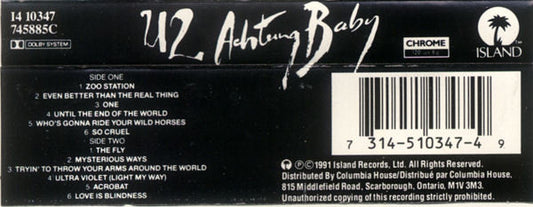 I4 10347
745885C
DOLBY SYSTEM
U2 Achtung Baby
CHROME
ISLAND
SIDE ONE
1 ZOO STATION
2 EVEN BETTER THAN THE REAL THING
3 ONE
4 UNTIL THE END OF THE WORLD
5 WHO'S GONNA RIDE YOUR WILD HORSES
6 SO CRUEL
SIDE TWO
1 THE FLY
2 MYSTERIOUS WAYS
3 TRYIN' TO THROW YOUR ARMS AROUND THE WORLD
4 ULTRA VIOLET (LIGHT MY WAY)
5 ACROBAT
6 LOVE IS BLINDNESS
7 314-510347-4 9
℗©1991 Island Records, Ltd. All Rights Reserved.
Distributed By Columbia House/Distribué par Columbia House.
815 Middlefield Road, Scarborough, Ontario, M1V 3M3.
Unauthorized copying of this recording strictly prohibited.